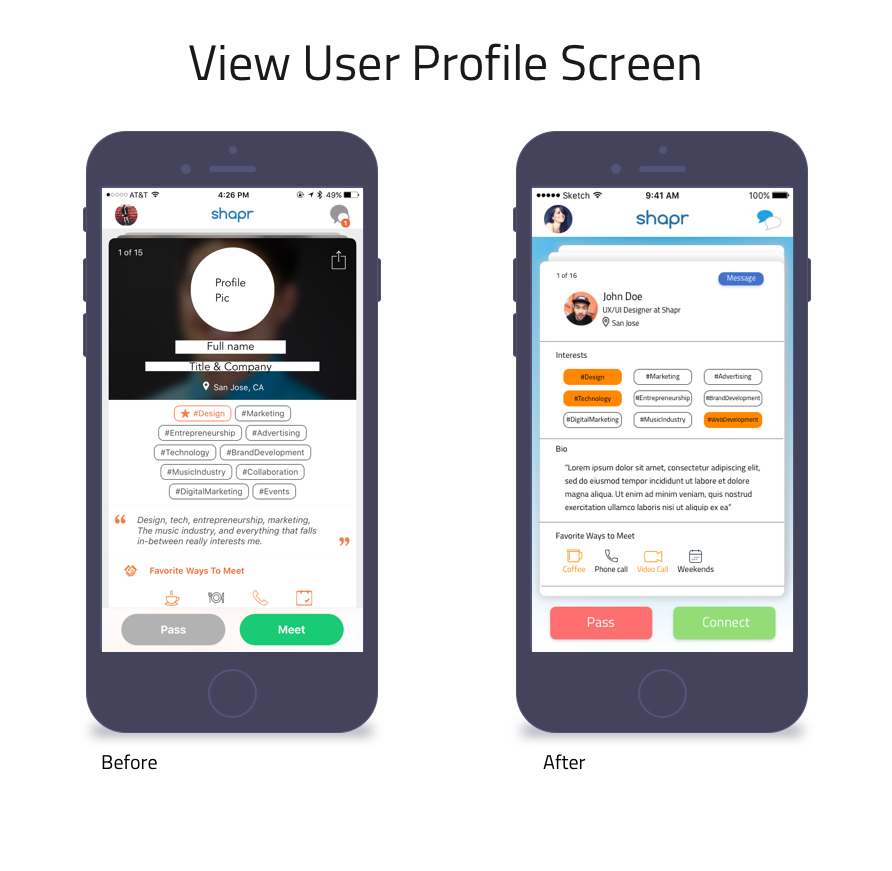 View User Profile Screen
AT&T 4:26 PM 49%
shapr
1
1 of 15
Profile
Pic
Full name
Title & Company
San Jose, CA
#Design #Marketing
#Entrepreneurship #Advertising
#Technology #BrandDevelopment
#MusicIndustry #Collaboration
#DigitalMarketing #Events
“ Design, tech, entrepreneurship, marketing,
The music industry, and everything that falls
in-between really interests me. ”
Favorite Ways To Meet
Pass Meet
Before
Sketch 9:41 AM 100%
shapr
1 of 16
Message
John Doe
UX/UI Designer at Shapr
San Jose
Interests
#Design #Marketing #Advertising
#Technology #Entrepreneurship #BrandDevelopment
#DigitalMarketing #MusicIndustry #WebDevelopment
Bio
“Lorem ipsum dolor sit amet, consectetur adipiscing elit,
sed do eiusmod tempor incididunt ut labore et dolore
magna aliqua. Ut enim ad minim veniam, quis nostrud
exercitation ullamco laboris nisi ut aliquip ex ea”
Favorite Ways to Meet
Coffee Phone call Video Call Weekends
Pass Connect
After